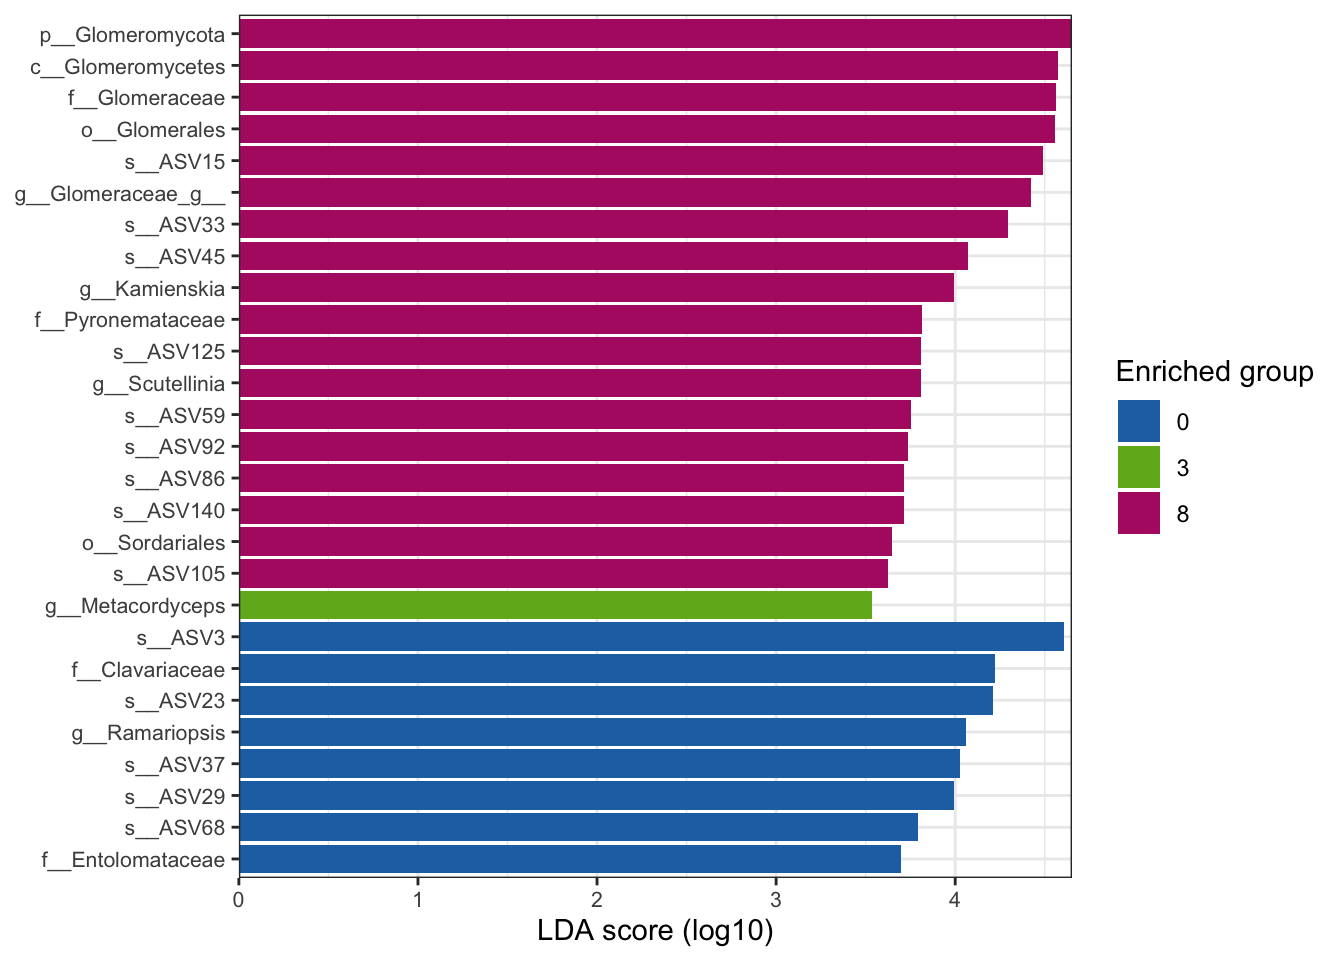 p__Glomeromycota
c__Glomeromycetes
f__Glomeraceae
o__Glomerales
s__ASV15
g__Glomeraceae_g__
s__ASV33
s__ASV45
g__Kamienskia
f__Pyronemataceae
s__ASV125
g__Scutellinia
s__ASV59
s__ASV92
s__ASV86
s__ASV140
o__Sordariales
s__ASV105
g__Metacordyceps
s__ASV3
f__Clavariaceae
s__ASV23
g__Ramariopsis
s__ASV37
s__ASV29
s__ASV68
f__Entolomataceae
0 1 2 3 4
LDA score (log10)
Enriched group
0
3
8